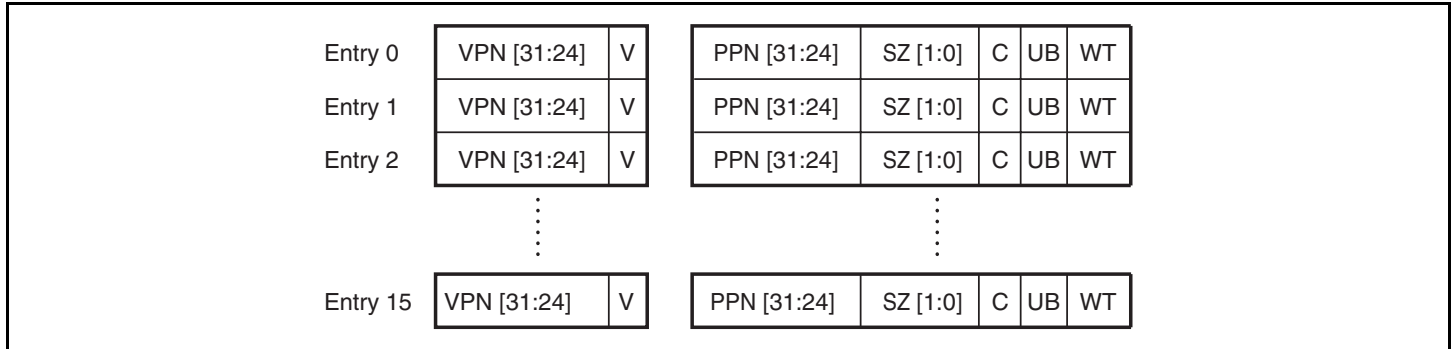 Entry 0 VPN [31:24] V PPN [31:24] SZ [1:0] C UB WT
Entry 1 VPN [31:24] V PPN [31:24] SZ [1:0] C UB WT
Entry 2 VPN [31:24] V PPN [31:24] SZ [1:0] C UB WT
Entry 15 VPN [31:24] V PPN [31:24] SZ [1:0] C UB WT